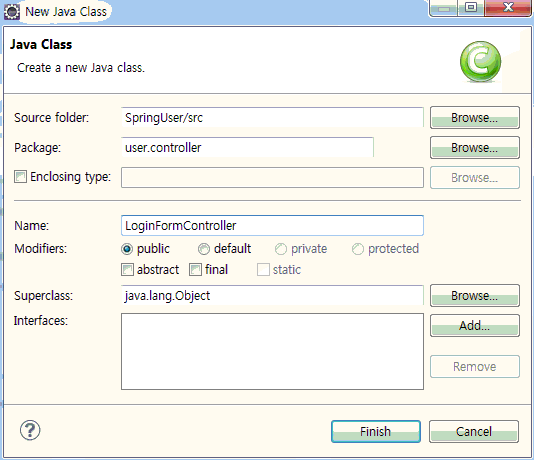 New Java Class
Java Class
Create a new Java class.
Source folder: SpringUser/src Browse...
Package: user.controller Browse...
Enclosing type: Browse...
Name: LoginFormController
Modifiers: public default private protected
abstract final static
Superclass: java.lang.Object Browse...
Interfaces: Add...
Remove
Finish Cancel